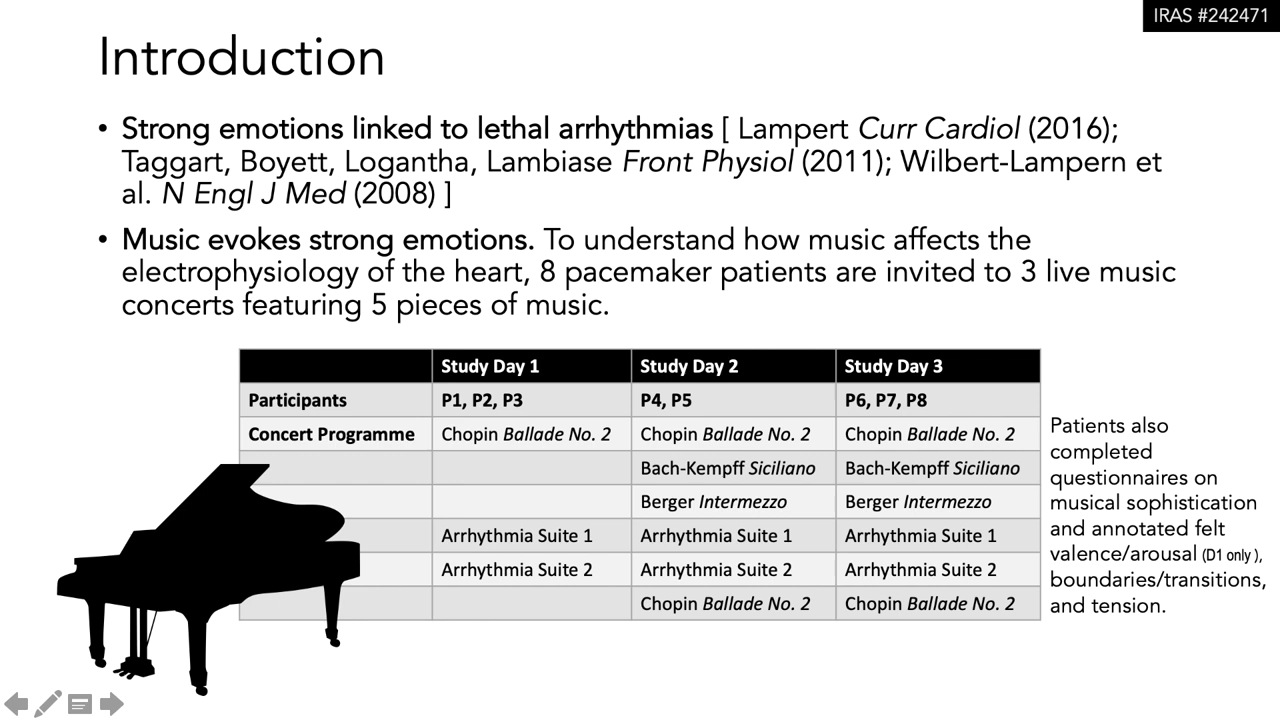 IRAS #242471
Introduction
• Strong emotions linked to lethal arrhythmias [ Lampert Curr Cardiol (2016);
Taggart, Boyett, Logantha, Lambiase Front Physiol (2011); Wilbert-Lampern et
al. N Engl J Med (2008) ]
• Music evokes strong emotions. To understand how music affects the
electrophysiology of the heart, 8 pacemaker patients are invited to 3 live music
concerts featuring 5 pieces of music.
Study Day 1 Study Day 2 Study Day 3
Participants P1, P2, P3 P4, P5 P6, P7, P8
Concert Programme Chopin Ballade No. 2 Chopin Ballade No. 2 Chopin Ballade No. 2
Bach-Kempff Siciliano Bach-Kempff Siciliano
Berger Intermezzo Berger Intermezzo
Arrhythmia Suite 1 Arrhythmia Suite 1 Arrhythmia Suite 1
Arrhythmia Suite 2 Arrhythmia Suite 2 Arrhythmia Suite 2
Chopin Ballade No. 2 Chopin Ballade No. 2
Patients also
completed
questionnaires on
musical sophistication
and annotated felt
valence/arousal (D1 only ),
boundaries/transitions,
and tension.